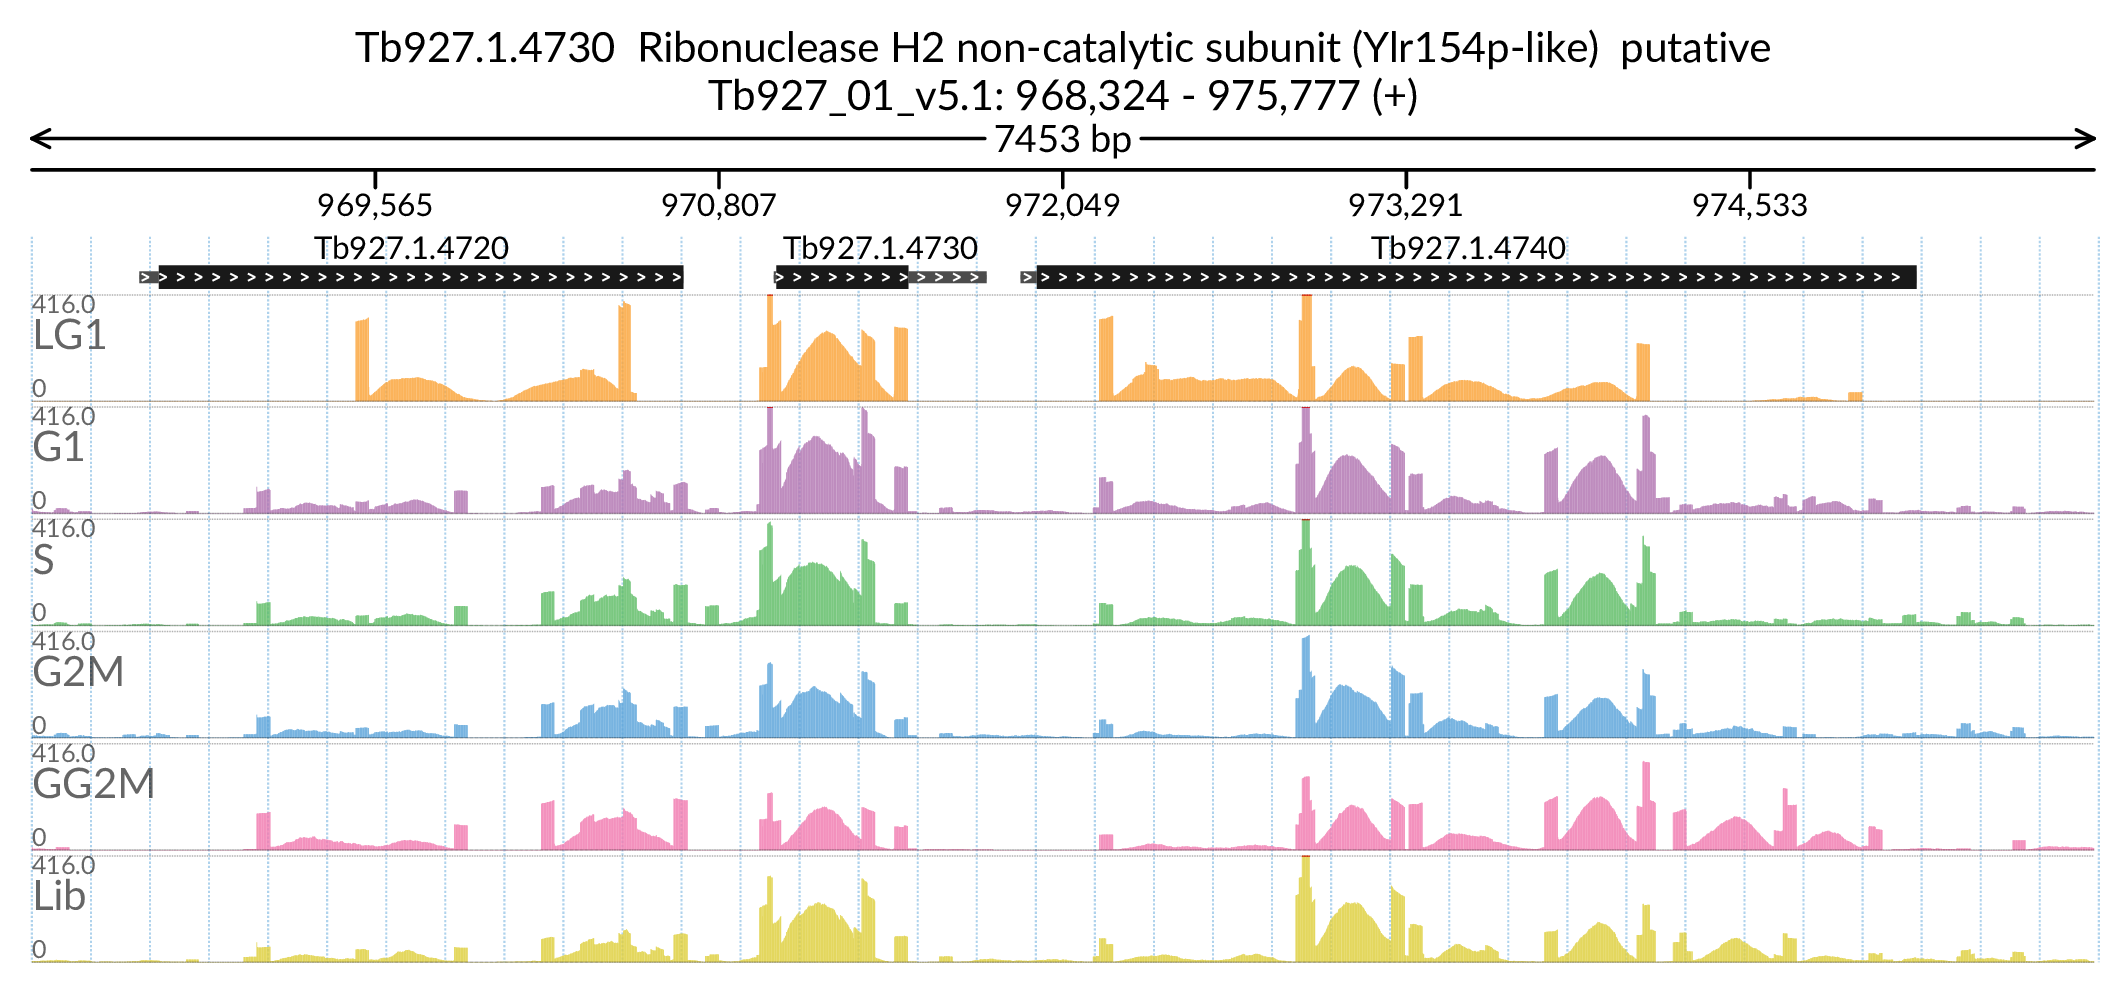 Tb927.1.4730  Ribonuclease H2 non-catalytic subunit (Ylr154p-like)  putative
Tb927_01_v5.1: 968,324 - 975,777 (+)
7453 bp
969,565 970,807 972,049 973,291 974,533
Tb927.1.4720 Tb927.1.4730 Tb927.1.4740
416.0
LG1
0
416.0
G1
0
416.0
S
0
416.0
G2M
0
416.0
GG2M
0
416.0
Lib
0